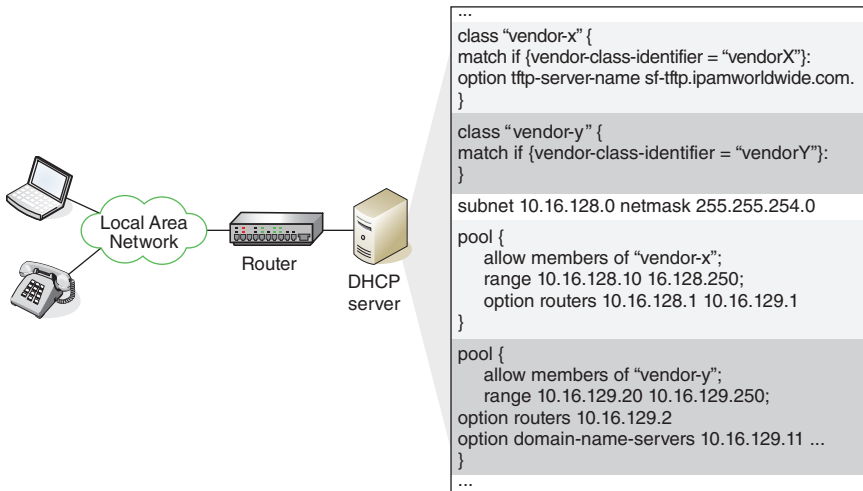 Local Area
Network
Router
DHCP
server
...
class “vendor-x” {
match if {vendor-class-identifier = “vendorX”}:
option tftp-server-name sf-tftp.ipamworldwide.com.
}
class “vendor-y” {
match if {vendor-class-identifier = “vendorY”}:
}
subnet 10.16.128.0 netmask 255.255.254.0
pool {
allow members of “vendor-x”;
range 10.16.128.10 16.128.250;
option routers 10.16.128.1 10.16.129.1
}
pool {
allow members of “vendor-y”;
range 10.16.129.20 10.16.129.250;
option routers 10.16.129.2
option domain-name-servers 10.16.129.11 ...
}
...